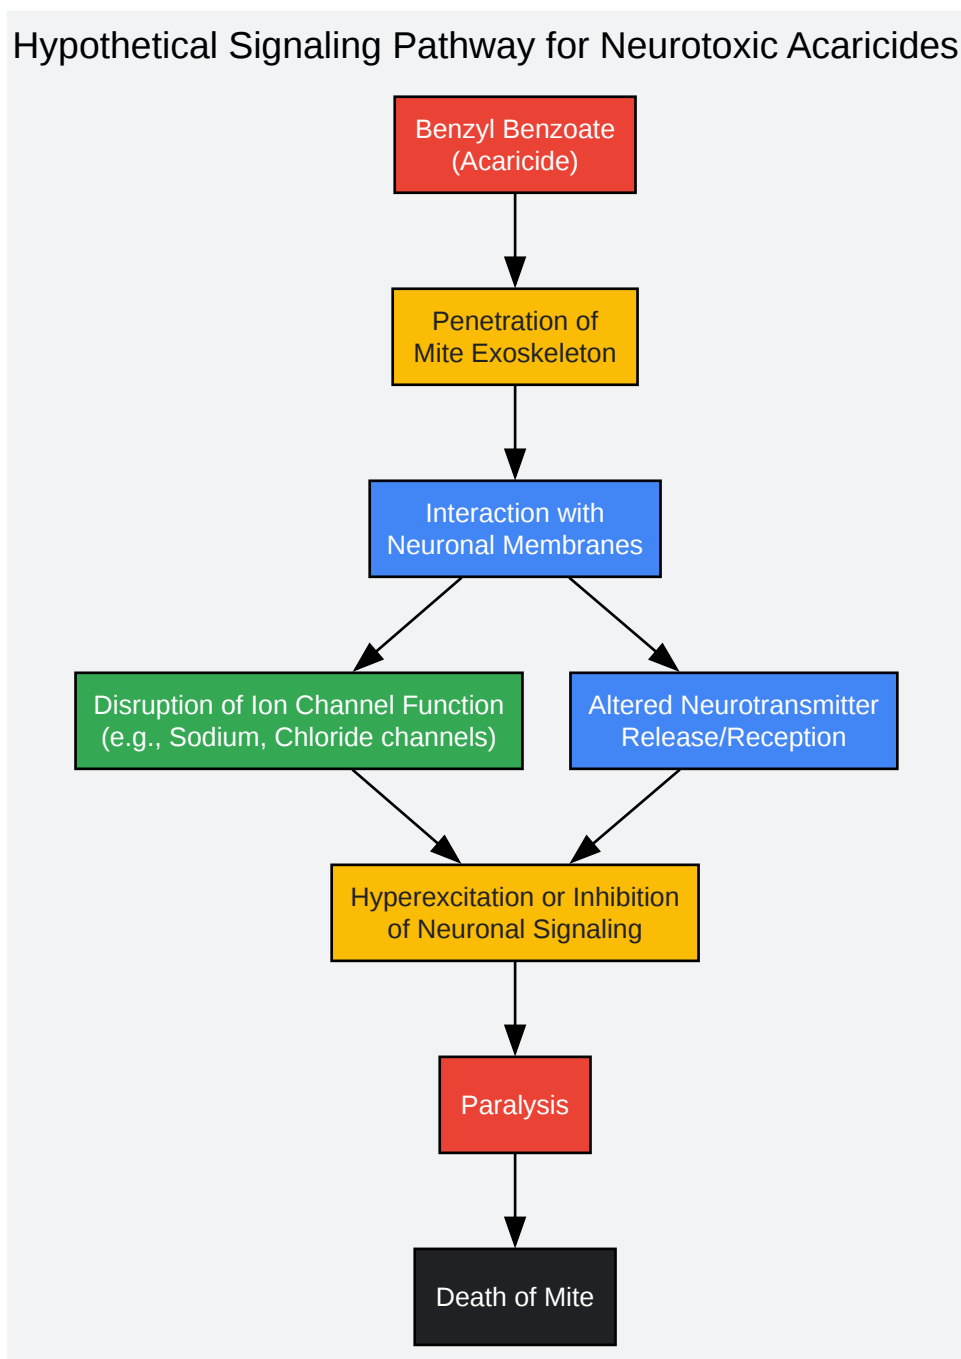 Hypothetical Signaling Pathway for Neurotoxic Acaricides
Benzyl Benzoate
(Acaricide)
Penetration of
Mite Exoskeleton
Interaction with
Neuronal Membranes
Disruption of Ion Channel Function
(e.g., Sodium, Chloride channels)
Altered Neurotransmitter
Release/Reception
Hyperexcitation or Inhibition
of Neuronal Signaling
Paralysis
Death of Mite